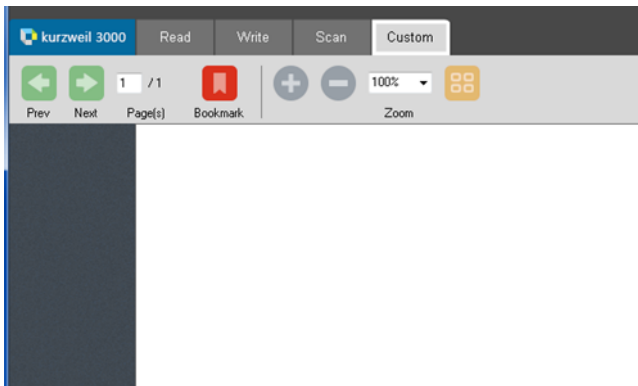 kurzweil 3000 Read Write Scan Custom
1 /1 100%
Prev Next Page(s) Bookmark Zoom